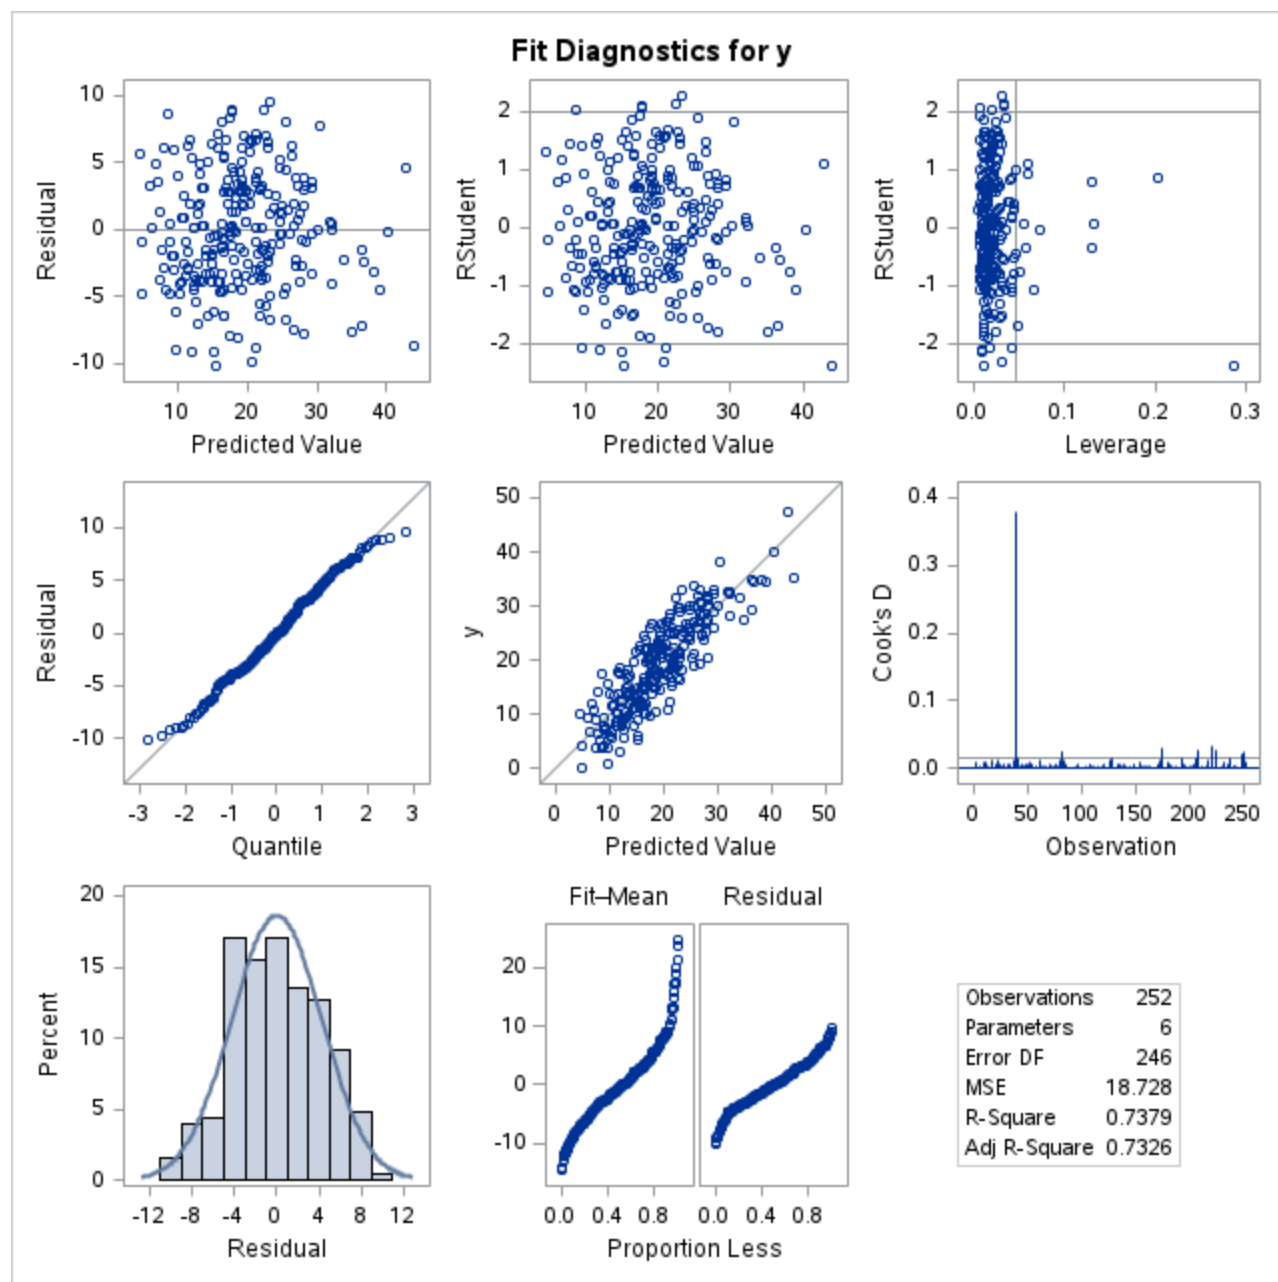 Fit Diagnostics for y
Residual
10
5
0
-5
-10
10 20 30 40
Predicted Value
RStudent
2
1
0
-1
-2
10 20 30 40
Predicted Value
RStudent
2
1
0
-1
-2
0.0 0.1 0.2 0.3
Leverage
Residual
10
5
0
-5
-10
-3 -2 -1 0 1 2 3
Quantile
y
50
40
30
20
10
0
0 10 20 30 40 50
Predicted Value
Cook's D
0.4
0.3
0.2
0.1
0.0
0 50 100 150 200 250
Observation
Percent
20
15
10
5
0
-12 -8 -4 0 4 8 12
Residual
Fit–Mean Residual
20
10
0
-10
0.0 0.4 0.8 0.0 0.4 0.8
Proportion Less
Observations 252
Parameters 6
Error DF 246
MSE 18.728
R-Square 0.7379
Adj R-Square 0.7326